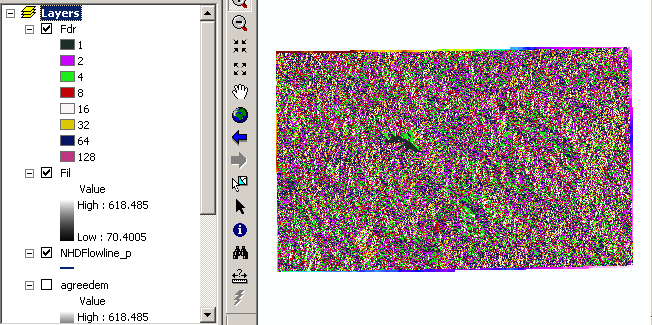 Layers
Fdr
1
2
4
8
16
32
64
128
Fil
Value
High : 618.485
Low : 70.4005
NHDFlowline_p
agreedem
Value
High : 618.485